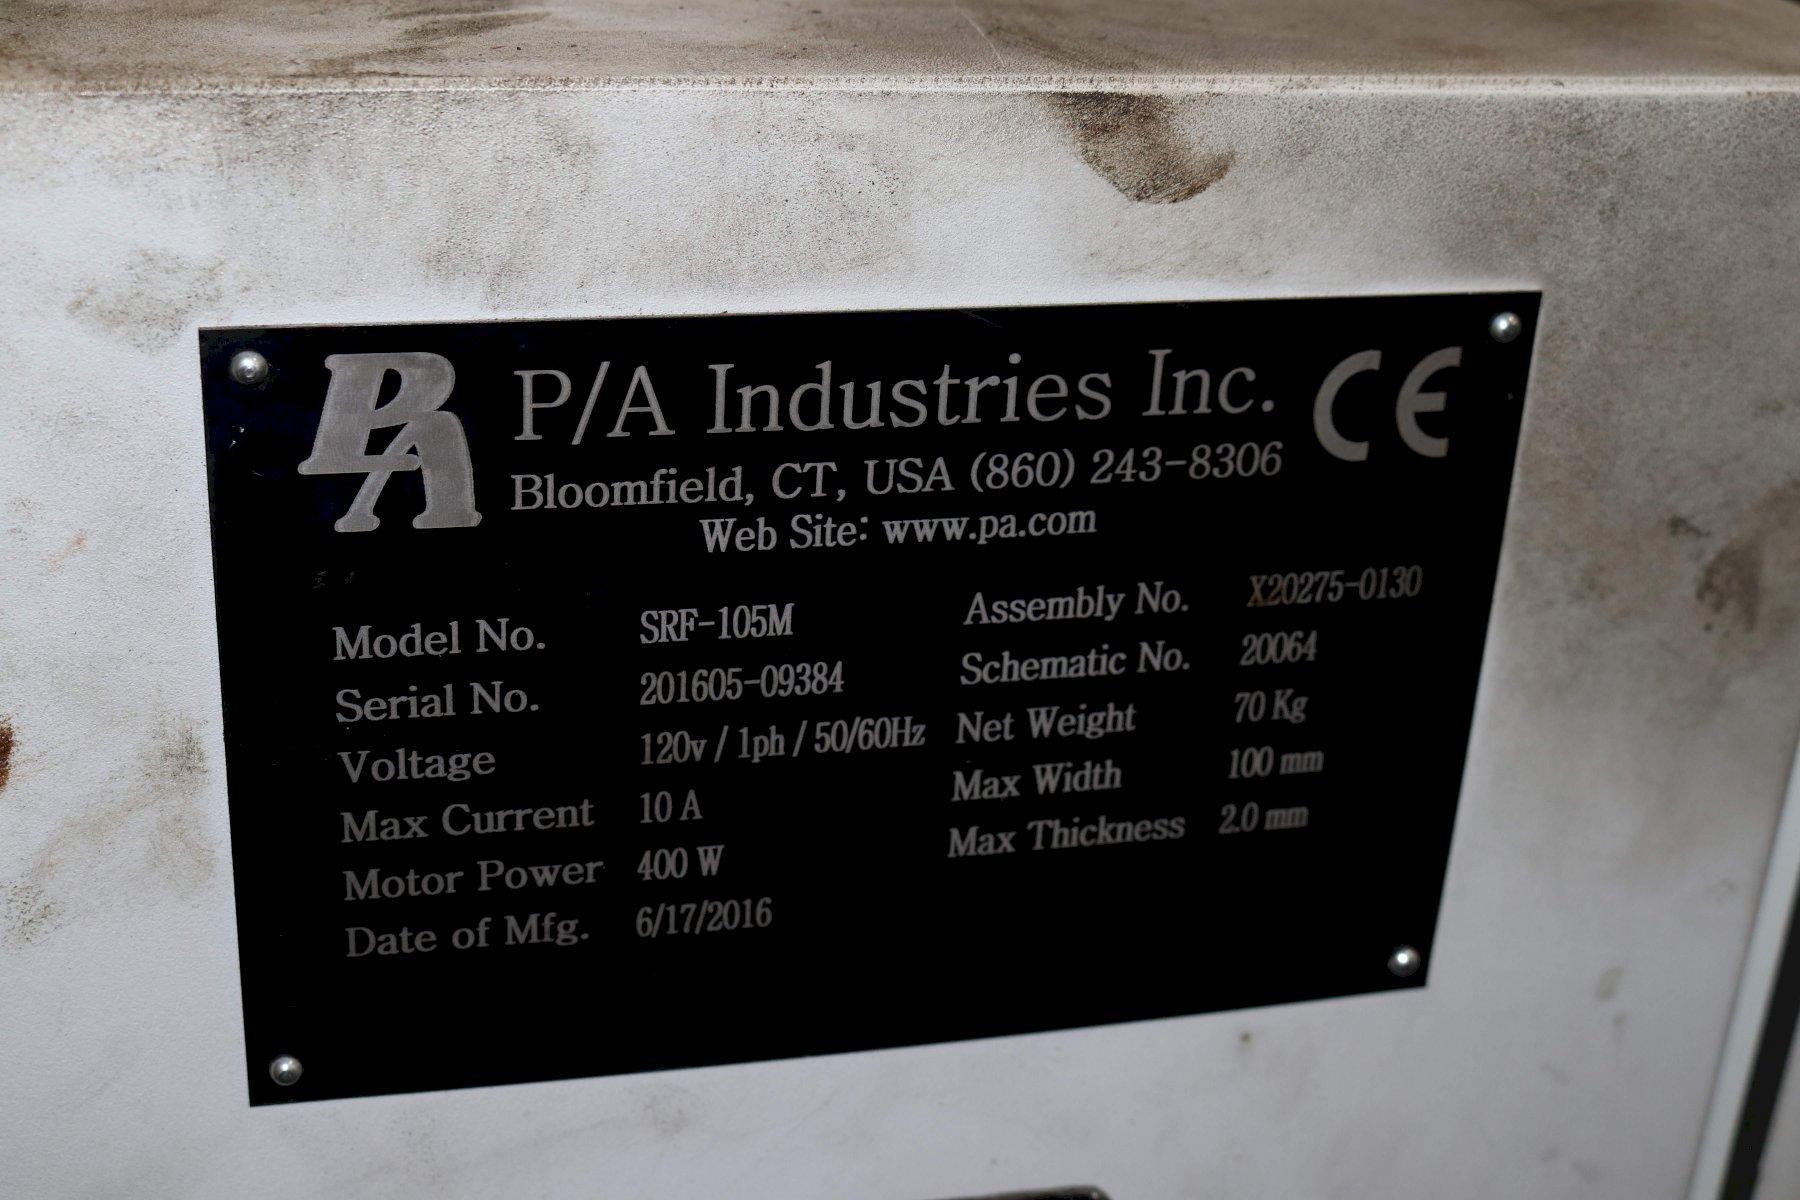 PA P/A Industries Inc. CE
Bloomfield, CT, USA (860) 243-8306
Web Site: www.pa.com
Model No. SRF-105M
Serial No. 201605-09384
Voltage 120v / 1ph / 50/60Hz
Max Current 10 A
Motor Power 400 W
Date of Mfg. 6/17/2016
Assembly No. X20275-0130
Schematic No. 20064
Net Weight 70 Kg
Max Width 100 mm
Max Thickness 2.0 mm